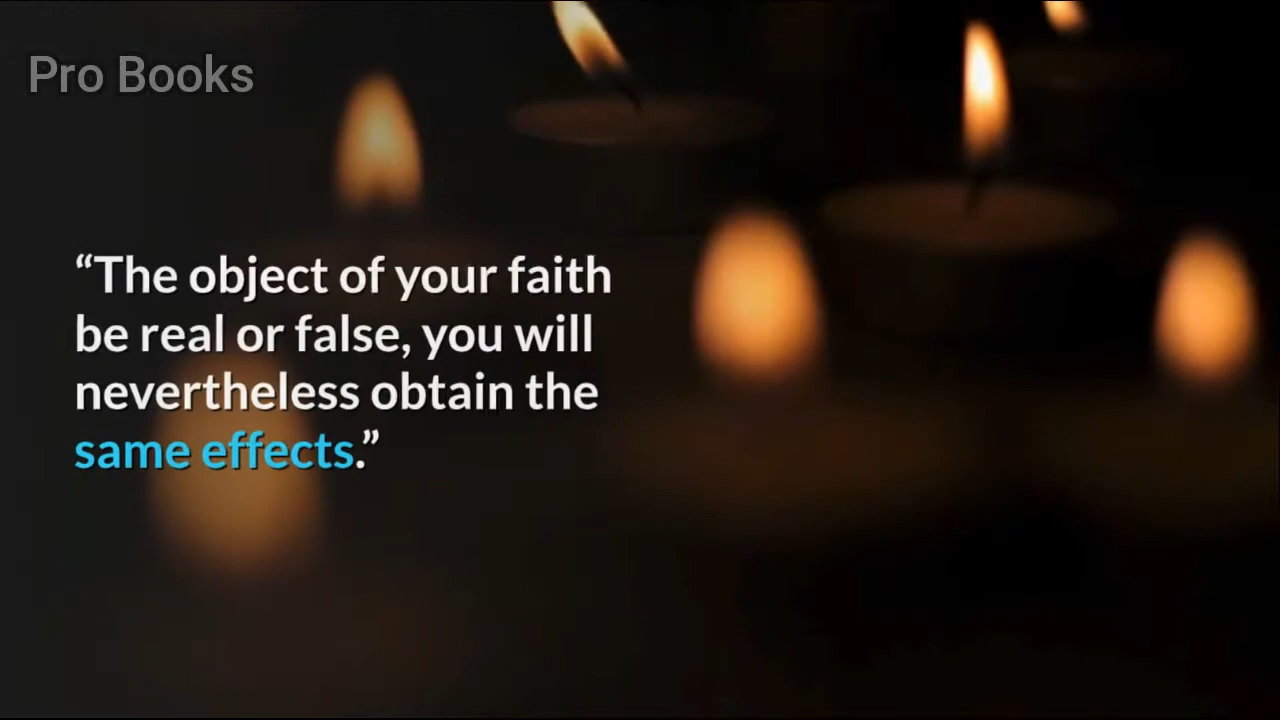 Pro Books
“The object of your faith
be real or false, you will
nevertheless obtain the
same effects.”